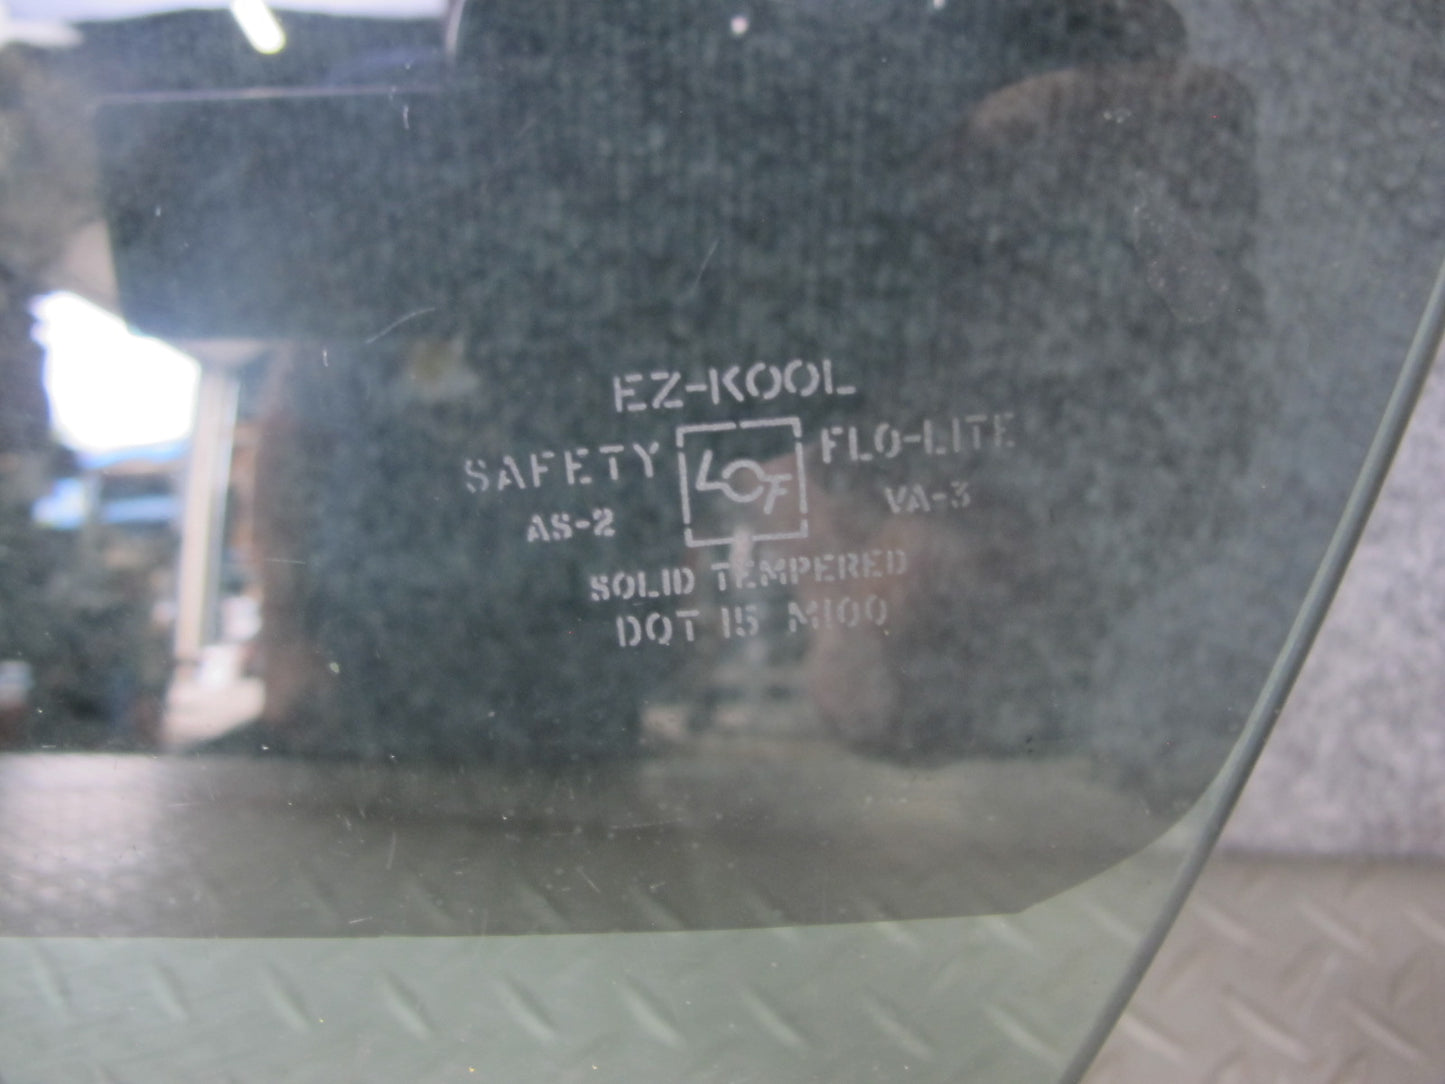 EZ-KOOL
SAFETY LOF FLO-LITE
AS-2 VA-3
SOLID TEMPERED
DOT 15 M100